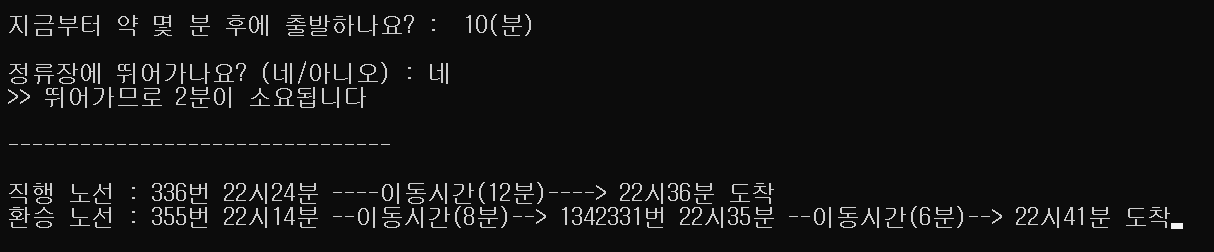 지금부터 약 몇 분 후에 출발하나요? :  10(분)
정류장에 뛰어가나요? (네/아니오) : 네
>> 뛰어가므로 2분이 소요됩니다
--------------------------------
직행 노선 : 336번 22시24분 ----이동시간(12분)----> 22시36분 도착
환승 노선 : 355번 22시14분 --이동시간(8분)--> 1342331번 22시35분 --이동시간(6분)--> 22시41분 도착